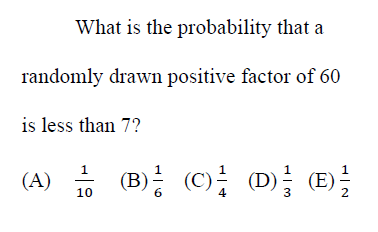 What is the probability that a
randomly drawn positive factor of 60
is less than 7?
(A) 1/10 (B) 1/6 (C) 1/4 (D) 1/3 (E) 1/2